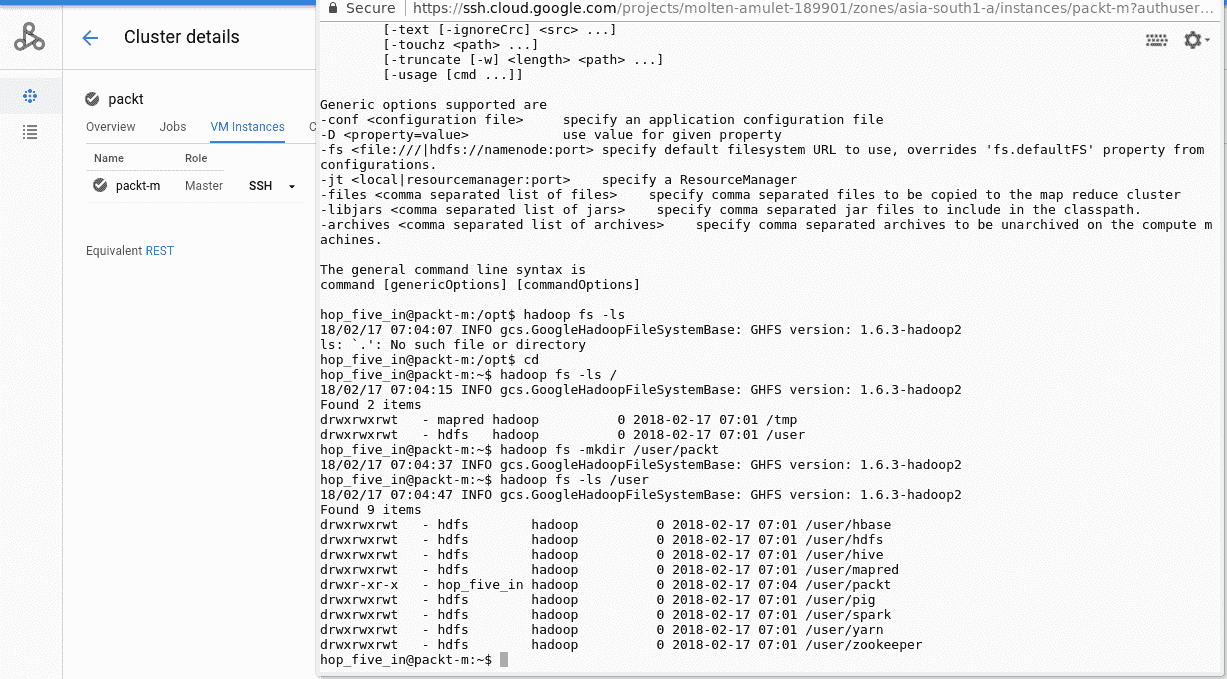 Cluster details
packt
Overview Jobs VM Instances C
Name Role
packt-m Master SSH
Equivalent REST
Secure https://ssh.cloud.google.com/projects/molten-amulet-189901/zones/asia-south1-a/instances/packt-m?authuser...
[-text [-ignoreCrc] <src> ...]
[-touchz <path> ...]
[-truncate [-w] <length> <path> ...]
[-usage [cmd ...]]
Generic options supported are
-conf <configuration file>     specify an application configuration file
-D <property=value>            use value for given property
-fs <file:///|hdfs://namenode:port> specify default filesystem URL to use, overrides 'fs.defaultFS' property from
configurations.
-jt <local|resourcemanager:port>    specify a ResourceManager
-files <comma separated list of files>    specify comma separated files to be copied to the map reduce cluster
-libjars <comma separated list of jars>    specify comma separated jar files to include in the classpath.
-archives <comma separated list of archives>    specify comma separated archives to be unarchived on the compute m
achines.
The general command line syntax is
command [genericOptions] [commandOptions]
hop_five_in@packt-m:/opt$ hadoop fs -ls
18/02/17 07:04:07 INFO gcs.GoogleHadoopFileSystemBase: GHFS version: 1.6.3-hadoop2
ls: `.': No such file or directory
hop_five_in@packt-m:/opt$ cd
hop_five_in@packt-m:~$ hadoop fs -ls /
18/02/17 07:04:15 INFO gcs.GoogleHadoopFileSystemBase: GHFS version: 1.6.3-hadoop2
Found 2 items
drwxrwxrwt   - mapred hadoop          0 2018-02-17 07:01 /tmp
drwxrwxrwt   - hdfs   hadoop          0 2018-02-17 07:01 /user
hop_five_in@packt-m:~$ hadoop fs -mkdir /user/packt
18/02/17 07:04:37 INFO gcs.GoogleHadoopFileSystemBase: GHFS version: 1.6.3-hadoop2
hop_five_in@packt-m:~$ hadoop fs -ls /user
18/02/17 07:04:47 INFO gcs.GoogleHadoopFileSystemBase: GHFS version: 1.6.3-hadoop2
Found 9 items
drwxrwxrwt   - hdfs        hadoop          0 2018-02-17 07:01 /user/hbase
drwxrwxrwt   - hdfs        hadoop          0 2018-02-17 07:01 /user/hdfs
drwxrwxrwt   - hdfs        hadoop          0 2018-02-17 07:01 /user/hive
drwxrwxrwt   - hdfs        hadoop          0 2018-02-17 07:01 /user/mapred
drwxr-xr-x   - hop_five_in hadoop          0 2018-02-17 07:04 /user/packt
drwxrwxrwt   - hdfs        hadoop          0 2018-02-17 07:01 /user/pig
drwxrwxrwt   - hdfs        hadoop          0 2018-02-17 07:01 /user/spark
drwxrwxrwt   - hdfs        hadoop          0 2018-02-17 07:01 /user/yarn
drwxrwxrwt   - hdfs        hadoop          0 2018-02-17 07:01 /user/zookeeper
hop_five_in@packt-m:~$